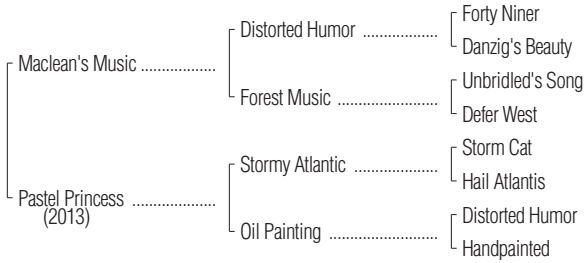 Forty Niner
Distorted Humor ..................
Danzig's Beauty
Maclean's Music ..................
Unbridled's Song
Forest Music ........................
Defer West
Storm Cat
Stormy Atlantic ....................
Hail Atlantis
Pastel Princess ....................
(2013)
Distorted Humor
Oil Painting ..........................
Handpainted